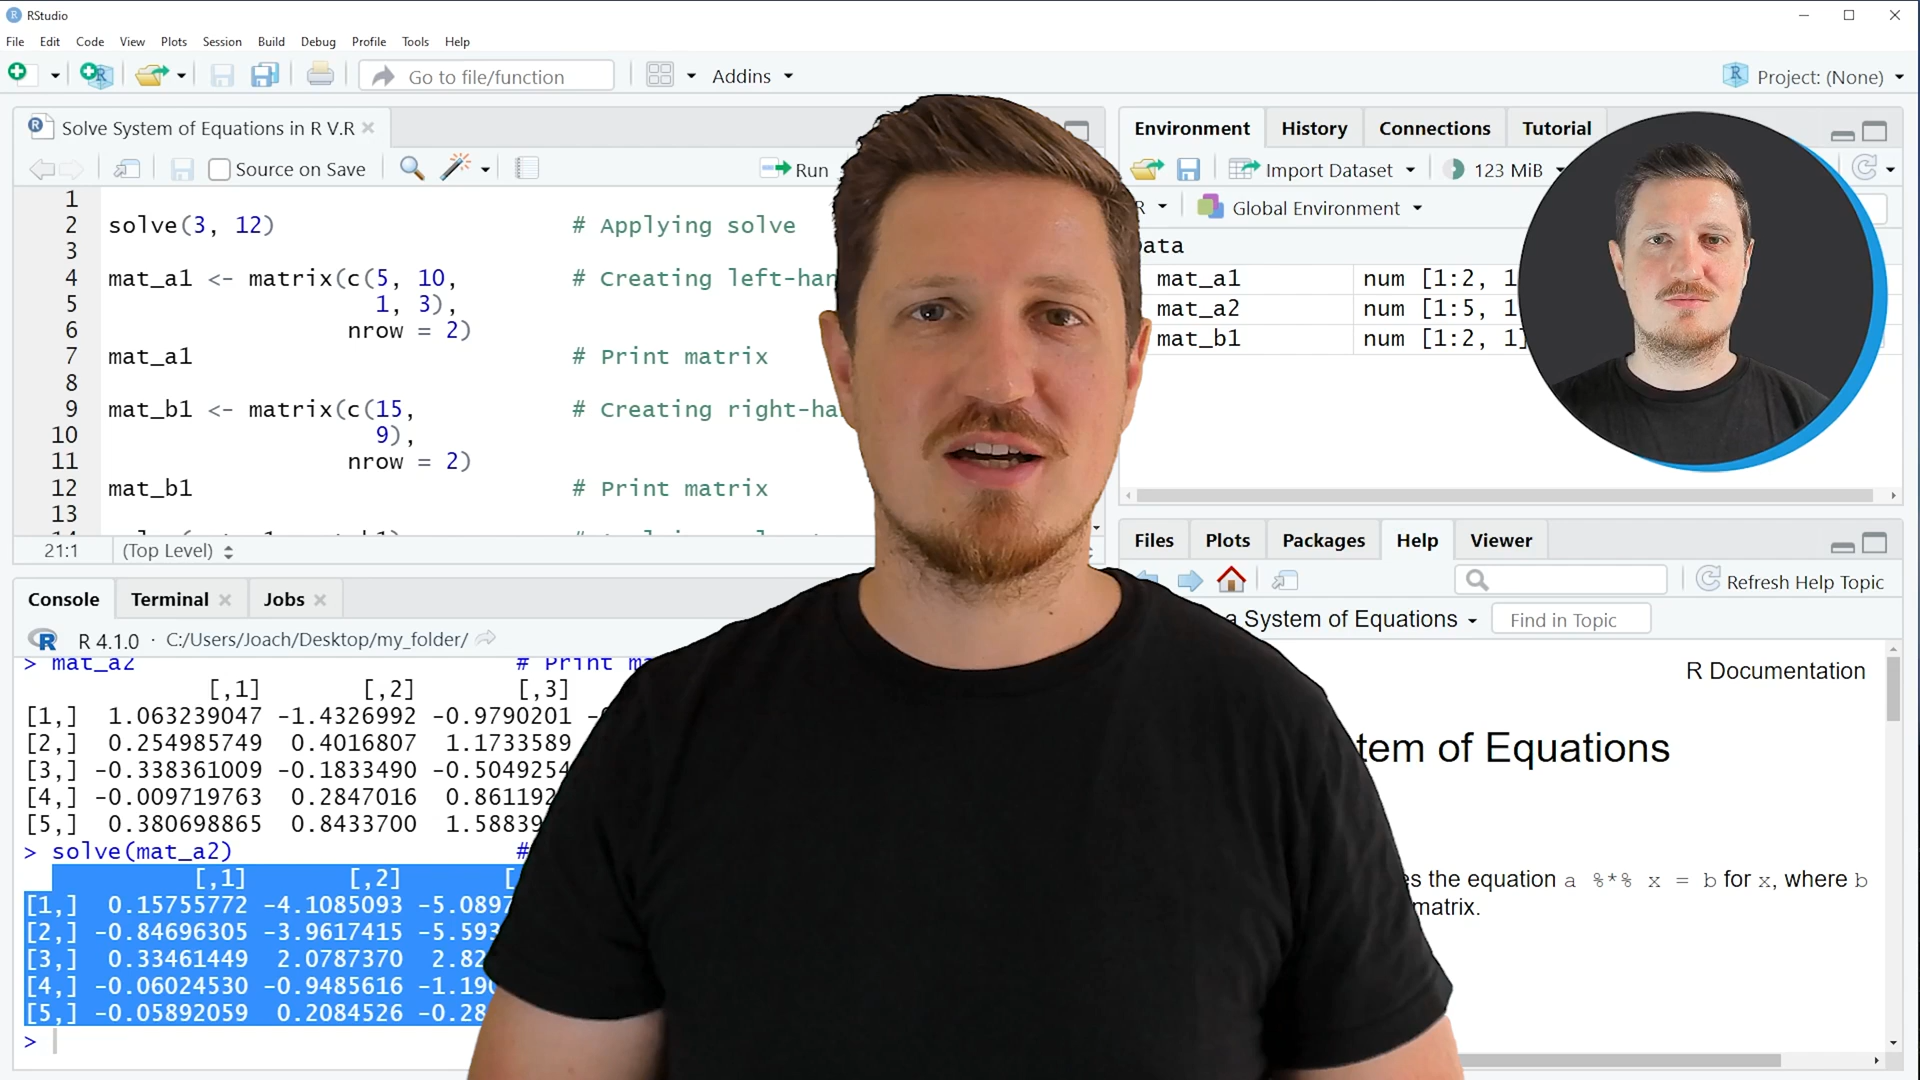 RStudio
File Edit Code View Plots Session Build Debug Profile Tools Help
Go to file/function
Addins
Project: (None)
Solve System of Equations in R V.R
Source on Save
Run
1
2 solve(3, 12) # Applying solve
3
4 mat_a1 <- matrix(c(5, 10, # Creating left-han
5 1, 3),
6 nrow = 2)
7 mat_a1 # Print matrix
8
9 mat_b1 <- matrix(c(15, # Creating right-ha
10 9),
11 nrow = 2)
12 mat_b1 # Print matrix
13
21:1 (Top Level)
Environment History Connections Tutorial
Import Dataset 123 MiB
R Global Environment
ata
mat_a1 num [1:2, 1
mat_a2 num [1:5, 1
mat_b1 num [1:2, 1]
Console Terminal Jobs
R 4.1.0 · C:/Users/Joach/Desktop/my_folder/
> mat_a2 # Print ma
[,1] [,2] [,3]
[1,] 1.063239047 -1.4326992 -0.9790201 -
[2,] 0.254985749 0.4016807 1.1733589
[3,] -0.338361009 -0.1833490 -0.5049254
[4,] -0.009719763 0.2847016 0.861192
[5,] 0.380698865 0.8433700 1.58839
> solve(mat_a2) #
[,1] [,2] [
[1,] 0.15755772 -4.1085093 -5.0897
[2,] -0.84696305 -3.9617415 -5.593
[3,] 0.33461449 2.0787370 2.82
[4,] -0.06024530 -0.9485616 -1.190
[5,] -0.05892059 0.2084526 -0.28
>
Files Plots Packages Help Viewer
Refresh Help Topic
a System of Equations
Find in Topic
R Documentation
tem of Equations
es the equation a %*% x = b for x, where b
matrix.